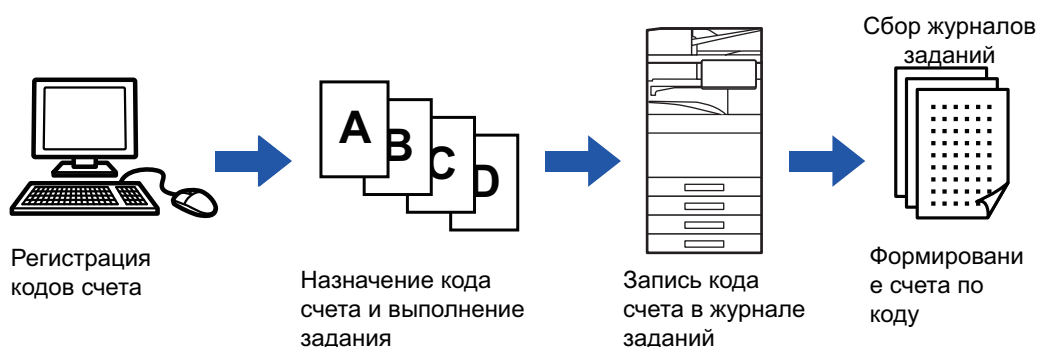 Регистрация
кодов счета
A
B
C
D
Назначение кода
счета и выполнение
задания
Запись кода
счета в журнале
заданий
Сбор журналов
заданий
Формировани
е счета по
коду